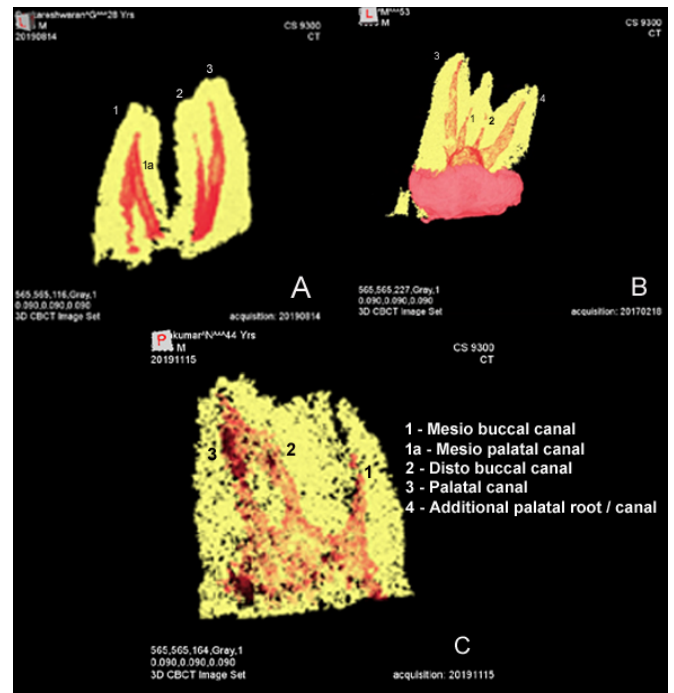 L
28 Yrs
M
20190814
CS 9300
CT
3
2
1
1a
565,565,116,Gray,1
0.090,0.090,0.090
3D CBCT Image Set
A
acquisition: 20190814
L
53
M
CS 9300
CT
3
4
1
2
565,565,227,Gray,1
0.090,0.090,0.090
3D CBCT Image Set
B
acquisition: 20170218
P
44 Yrs
M
20191115
CS 9300
CT
3
2
1
1 - Mesio buccal canal
1a - Mesio palatal canal
2 - Disto buccal canal
3 - Palatal canal
4 - Additional palatal root / canal
565,565,164,Gray,1
0.090,0.090,0.090
3D CBCT Image Set
C
acquisition: 20191115